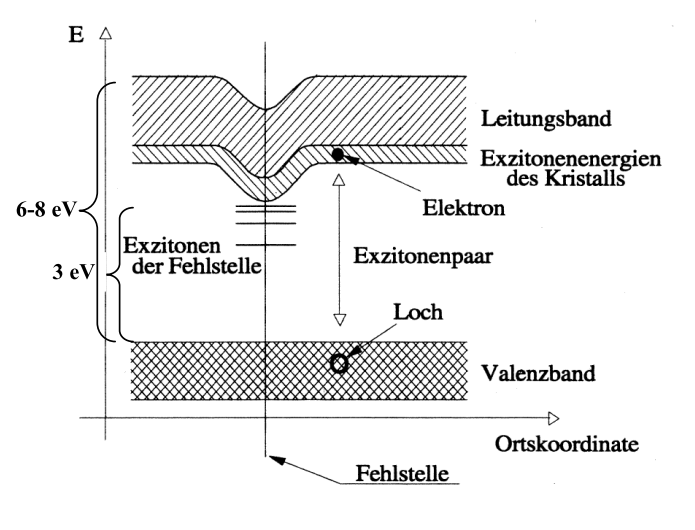 E
Leitungsband
Exzitonenenergien
des Kristalls
6-8 eV
Elektron
Exzitonen
der Fehlstelle
3 eV
Exzitonenpaar
Loch
Valenzband
Ortskoordinate
Fehlstelle